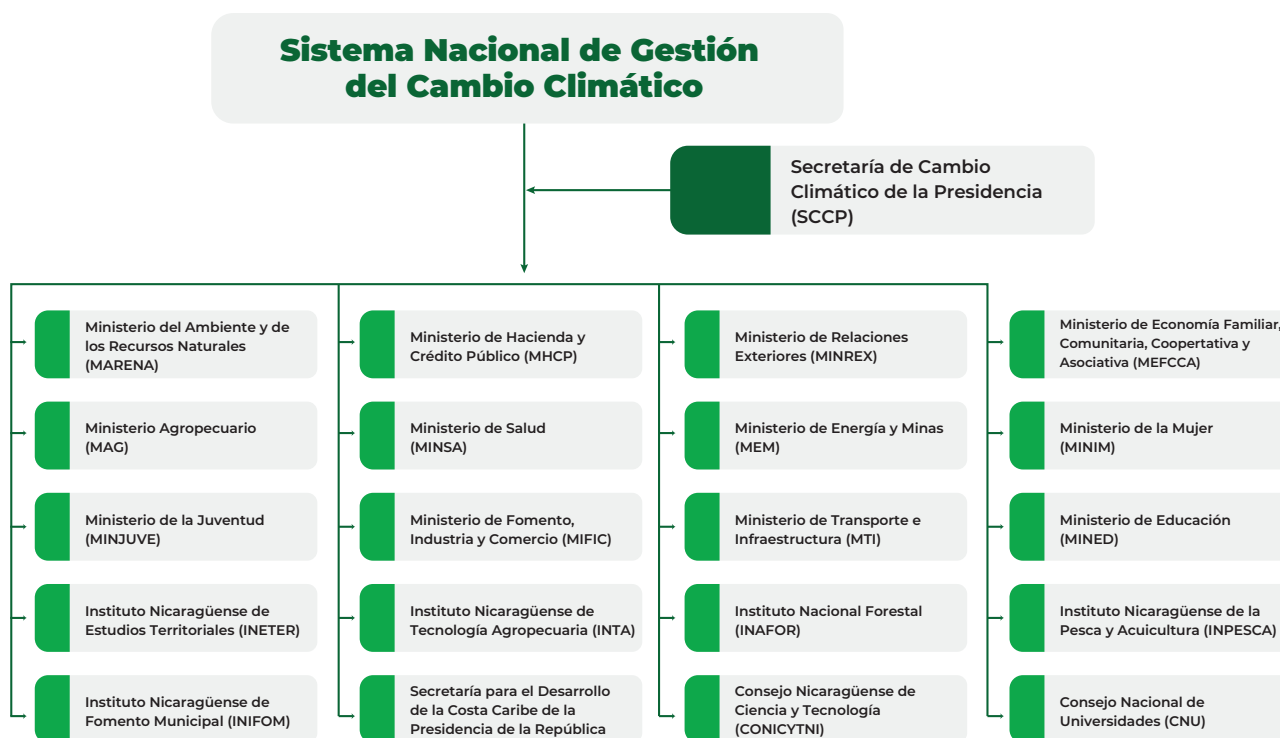 Sistema Nacional de Gestión
del Cambio Climático
Secretaría de Cambio
Climático de la Presidencia
(SCCP)
Ministerio del Ambiente y de
los Recursos Naturales
(MARENA)
Ministerio de Hacienda y
Crédito Público (MHCP)
Ministerio de Relaciones
Exteriores (MINREX)
Ministerio de Economía Familiar,
Comunitaria, Coopertativa y
Asociativa (MEFCCA)
Ministerio Agropecuario
(MAG)
Ministerio de Salud
(MINSA)
Ministerio de Energía y Minas
(MEM)
Ministerio de la Mujer
(MINIM)
Ministerio de la Juventud
(MINJUVE)
Ministerio de Fomento,
Industria y Comercio (MIFIC)
Ministerio de Transporte e
Infraestructura (MTI)
Ministerio de Educación
(MINED)
Instituto Nicaragüense de
Estudios Territoriales (INETER)
Instituto Nicaragüense de
Tecnología Agropecuaria (INTA)
Instituto Nacional Forestal
(INAFOR)
Instituto Nicaragüense de la
Pesca y Acuicultura (INPESCA)
Instituto Nicaragüense de
Fomento Municipal (INIFOM)
Secretaría para el Desarrollo
de la Costa Caribe de la
Presidencia de la República
Consejo Nicaragüense de
Ciencia y Tecnología
(CONICYTNI)
Consejo Nacional de
Universidades (CNU)